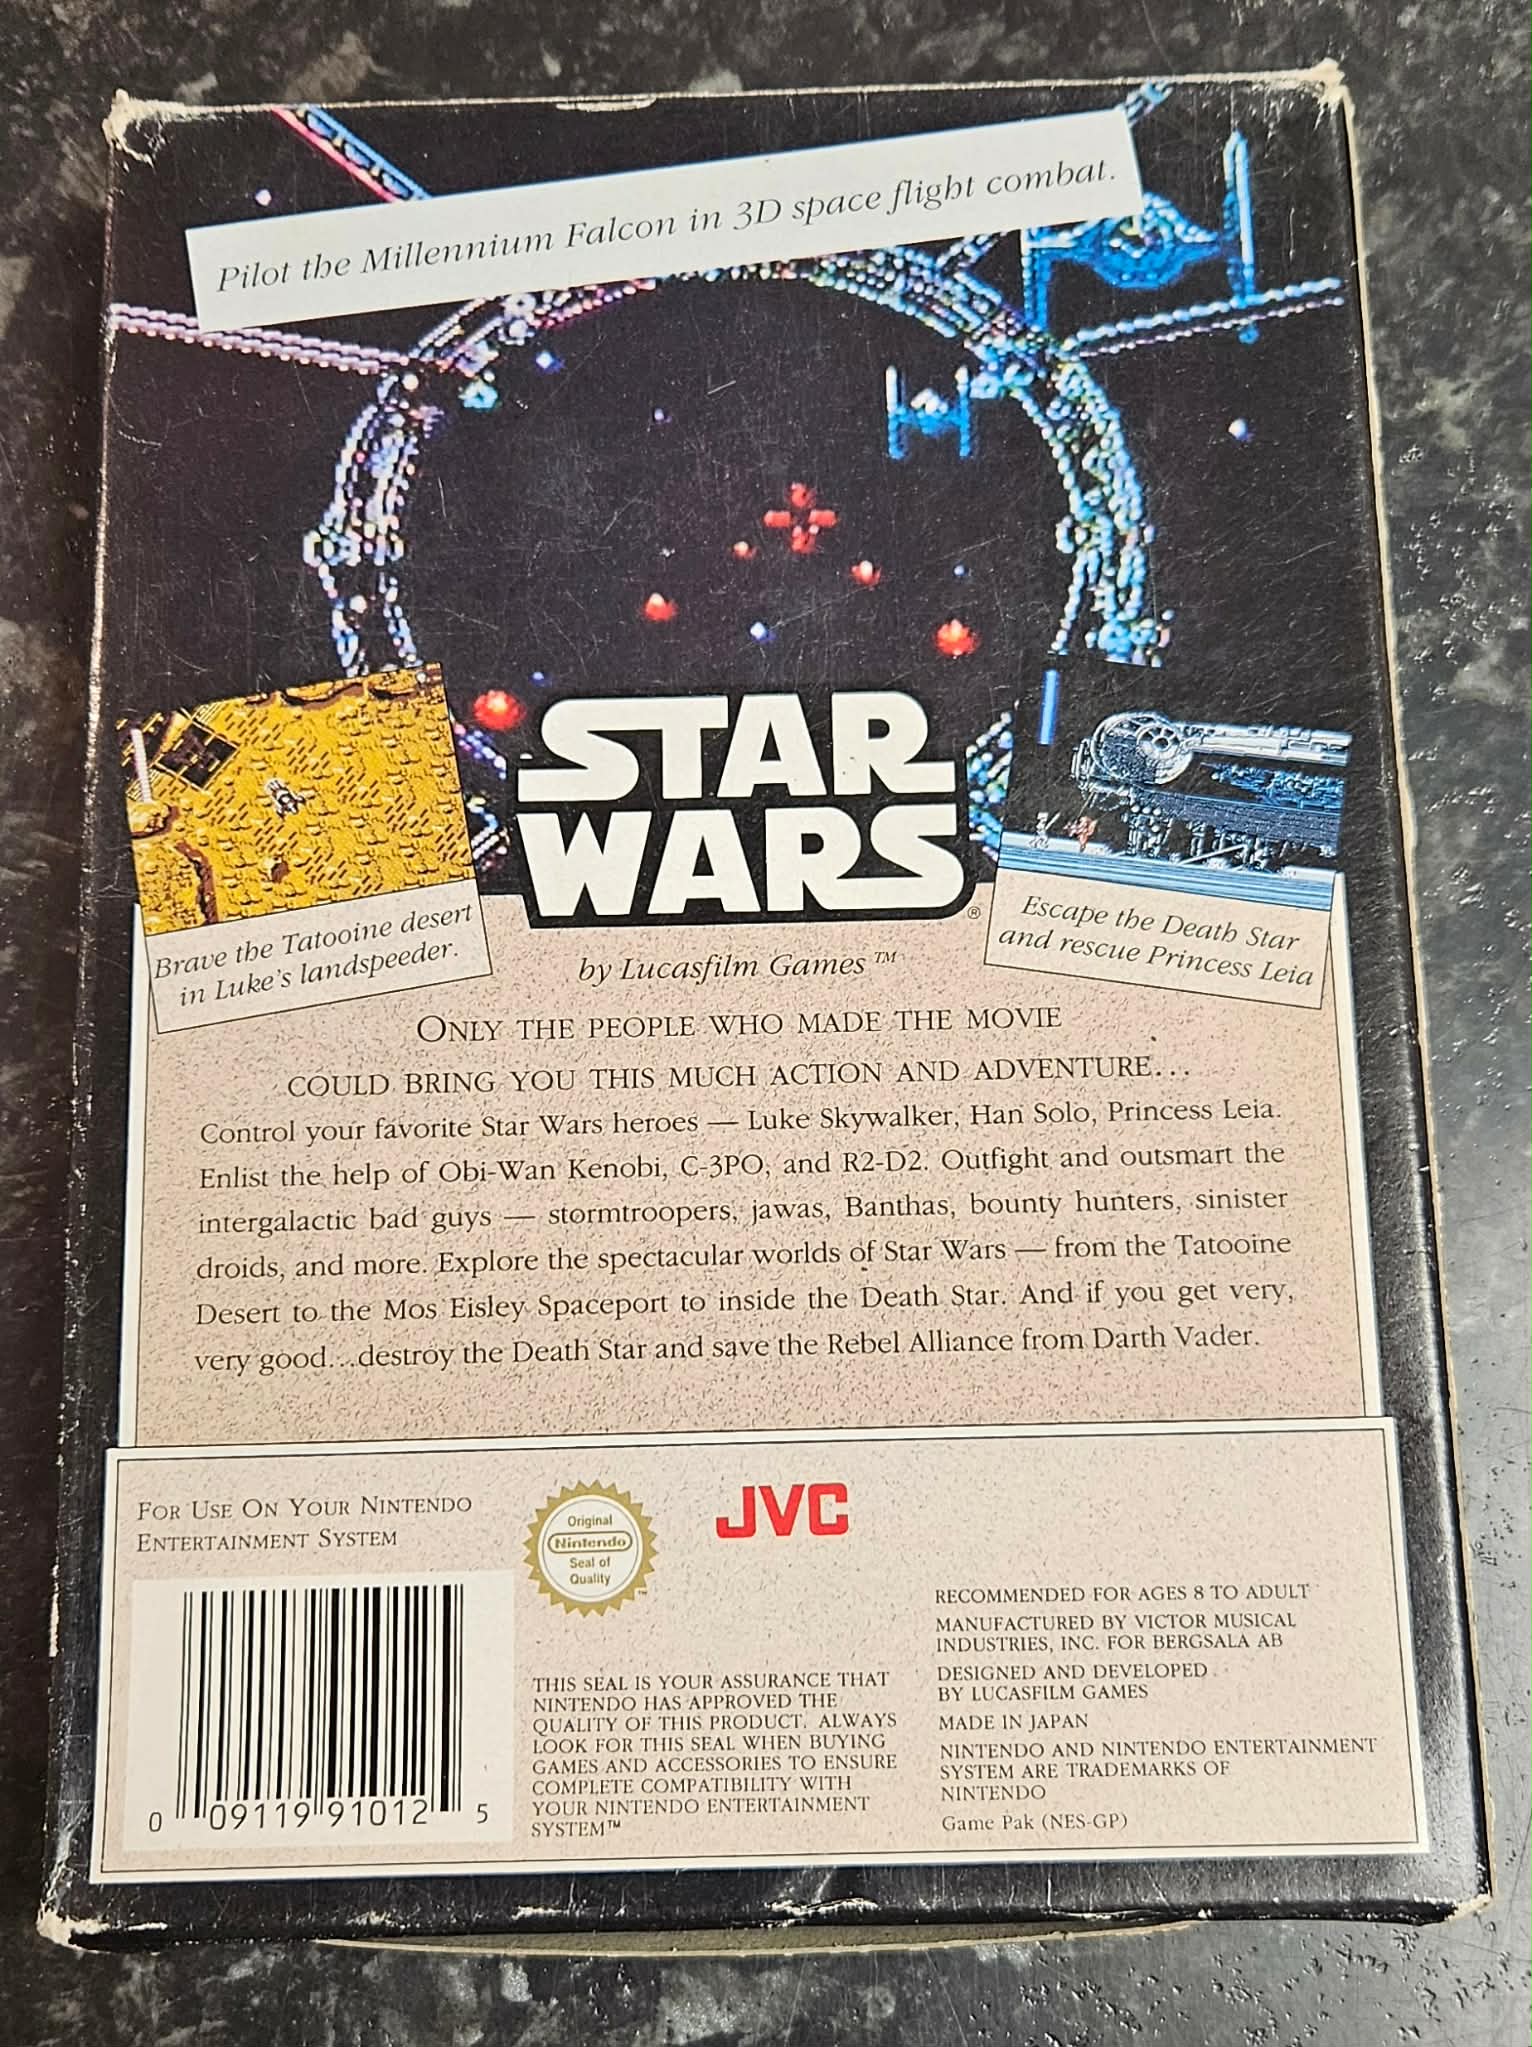 Pilot the Millennium Falcon in 3D space flight combat.
STAR
WARS®
Brave the Tatooine desert
in Luke's landspeeder.
Escape the Death Star
and rescue Princess Leia
by Lucasfilm Games™
ONLY THE PEOPLE WHO MADE THE MOVIE
COULD BRING YOU THIS MUCH ACTION AND ADVENTURE...
Control your favorite Star Wars heroes — Luke Skywalker, Han Solo, Princess Leia.
Enlist the help of Obi-Wan Kenobi, C-3PO, and R2-D2. Outfight and outsmart the
intergalactic bad guys — stormtroopers, jawas, Banthas, bounty hunters, sinister
droids, and more. Explore the spectacular worlds of Star Wars — from the Tatooine
Desert to the Mos Eisley Spaceport to inside the Death Star. And if you get very,
very good...destroy the Death Star and save the Rebel Alliance from Darth Vader.
FOR USE ON YOUR NINTENDO
ENTERTAINMENT SYSTEM
0 09119 91012 5
Original
Nintendo
Seal of
Quality
™
THIS SEAL IS YOUR ASSURANCE THAT
NINTENDO HAS APPROVED THE
QUALITY OF THIS PRODUCT. ALWAYS
LOOK FOR THIS SEAL WHEN BUYING
GAMES AND ACCESSORIES TO ENSURE
COMPLETE COMPATIBILITY WITH
YOUR NINTENDO ENTERTAINMENT
SYSTEM™
JVC
RECOMMENDED FOR AGES 8 TO ADULT
MANUFACTURED BY VICTOR MUSICAL
INDUSTRIES, INC. FOR BERGSALA AB
DESIGNED AND DEVELOPED
BY LUCASFILM GAMES
MADE IN JAPAN
NINTENDO AND NINTENDO ENTERTAINMENT
SYSTEM ARE TRADEMARKS OF
NINTENDO
Game Pak (NES-GP)